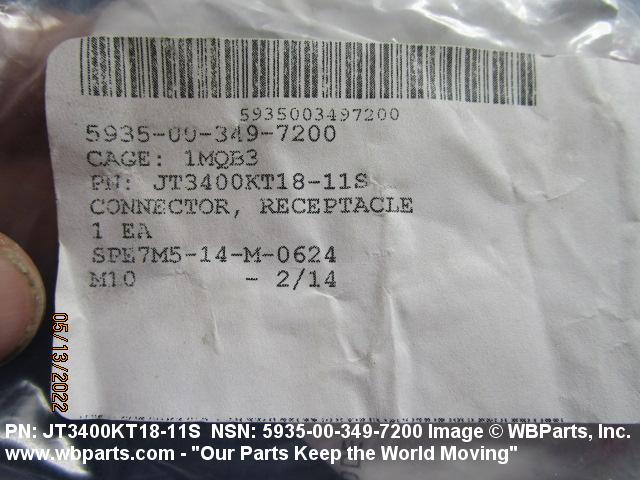 5935003497200
5935-00-349-7200
CAGE: 1MQB3
PN: JT3400KT18-11S
CONNECTOR, RECEPTACLE
1 EA
SPE7M5-14-M-0624
M10 - 2/14
05/13/2022
PN: JT3400KT18-11S NSN: 5935-00-349-7200 Image © WBParts, Inc.
www.wbparts.com - "Our Parts Keep the World Moving"